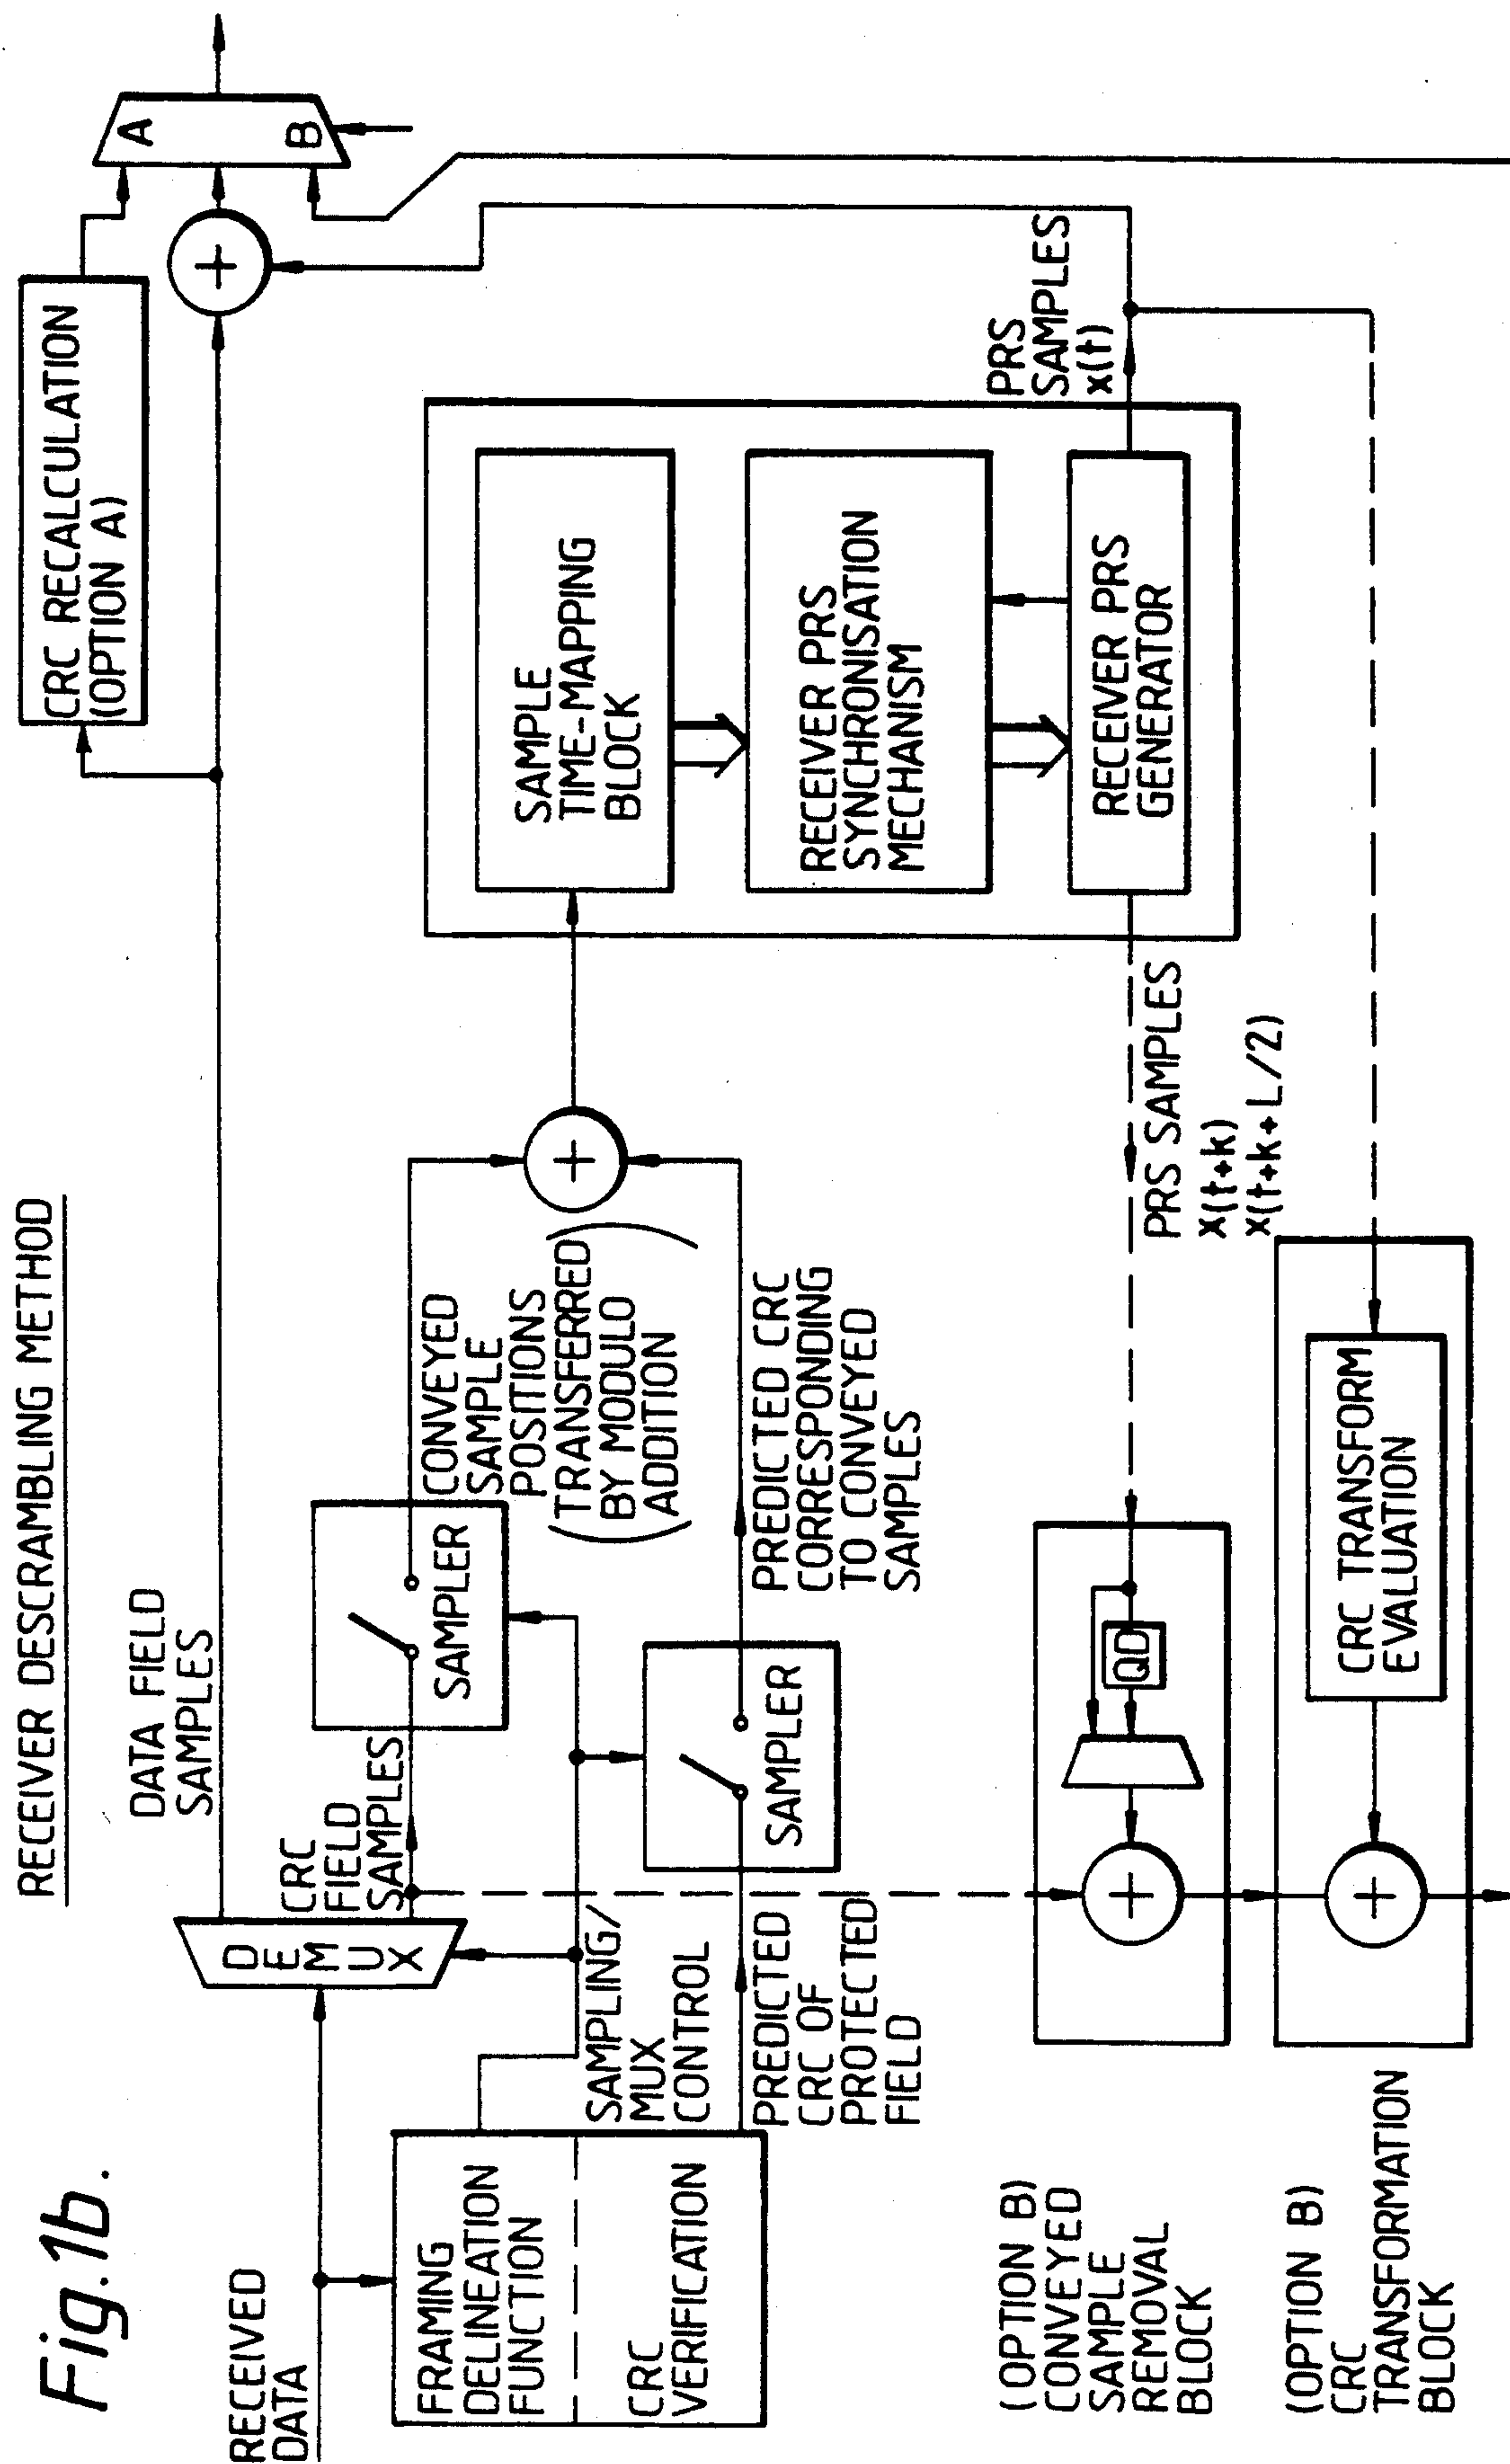 Fig.1b.
RECEIVER DESCRAMBLING METHOD
RECEIVED
DATA
FRAMING
DELINEATION
FUNCTION
CRC
VERIFICATION
DEMUX
DATA FIELD
SAMPLES
CRC
FIELD
SAMPLES
SAMPLING/
MUX
CONTROL
PREDICTED
CRC OF
PROTECTED
FIELD
SAMPLER
SAMPLER
CONVEYED
SAMPLE
POSITIONS
(TRANSFERRED
BY MODULO
ADDITION)
PREDICTED CRC
CORRESPONDING
TO CONVEYED
SAMPLES
+
CRC RECALCULATION
(OPTION A)
+
A
B
SAMPLE
TIME-MAPPING
BLOCK
RECEIVER PRS
SYNCHRONISATION
MECHANISM
RECEIVER PRS
GENERATOR
PRS
SAMPLES
x(t)
PRS SAMPLES
x(t+k)
x(t+k+L/2)
(OPTION B)
CONVEYED
SAMPLE
REMOVAL
BLOCK
+
QD
(OPTION B)
CRC
TRANSFORMATION
BLOCK
+
CRC TRANSFORM
EVALUATION